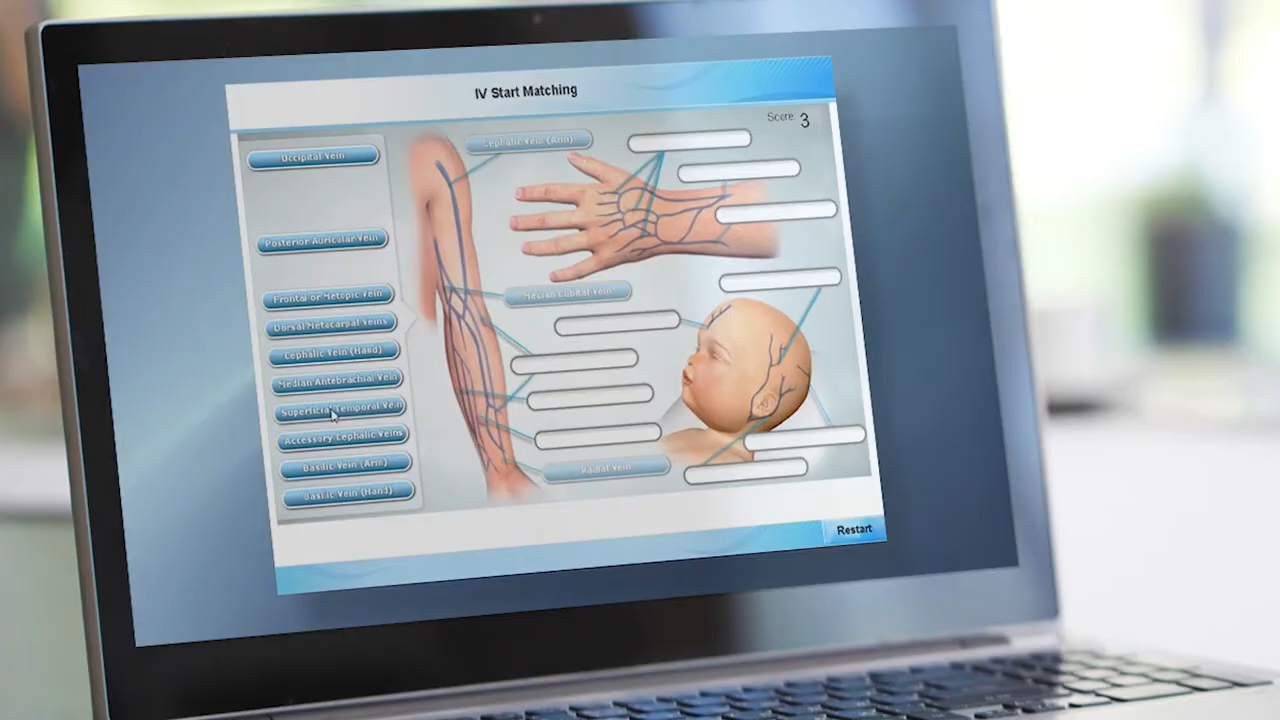 IV Start Matching
Score: 3
Occipital Vein
Posterior Auricular Vein
Frontal or Metopic Vein
Dorsal Metacarpal Veins
Cephalic Vein (Hand)
Median Antebrachial Vein
Superficial Temporal Vein
Accessory Cephalic Veins
Basilic Vein (Arm)
Basilic Vein (Hand)
Cephalic Vein (Arm)
Median Cubital Vein
Radial Vein
Restart